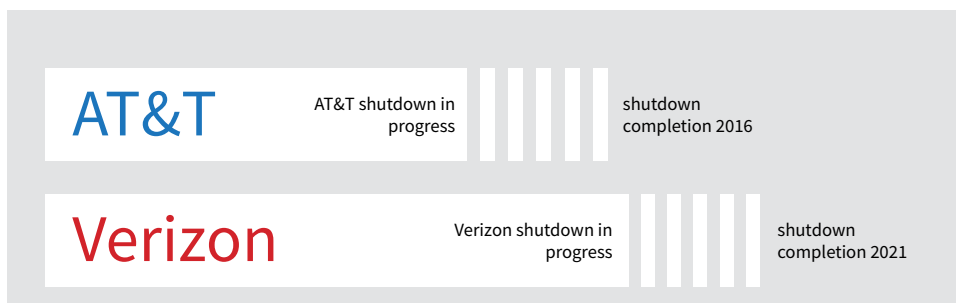 AT&T
AT&T shutdown in
progress
shutdown
completion 2016
Verizon
Verizon shutdown in
progress
shutdown
completion 2021